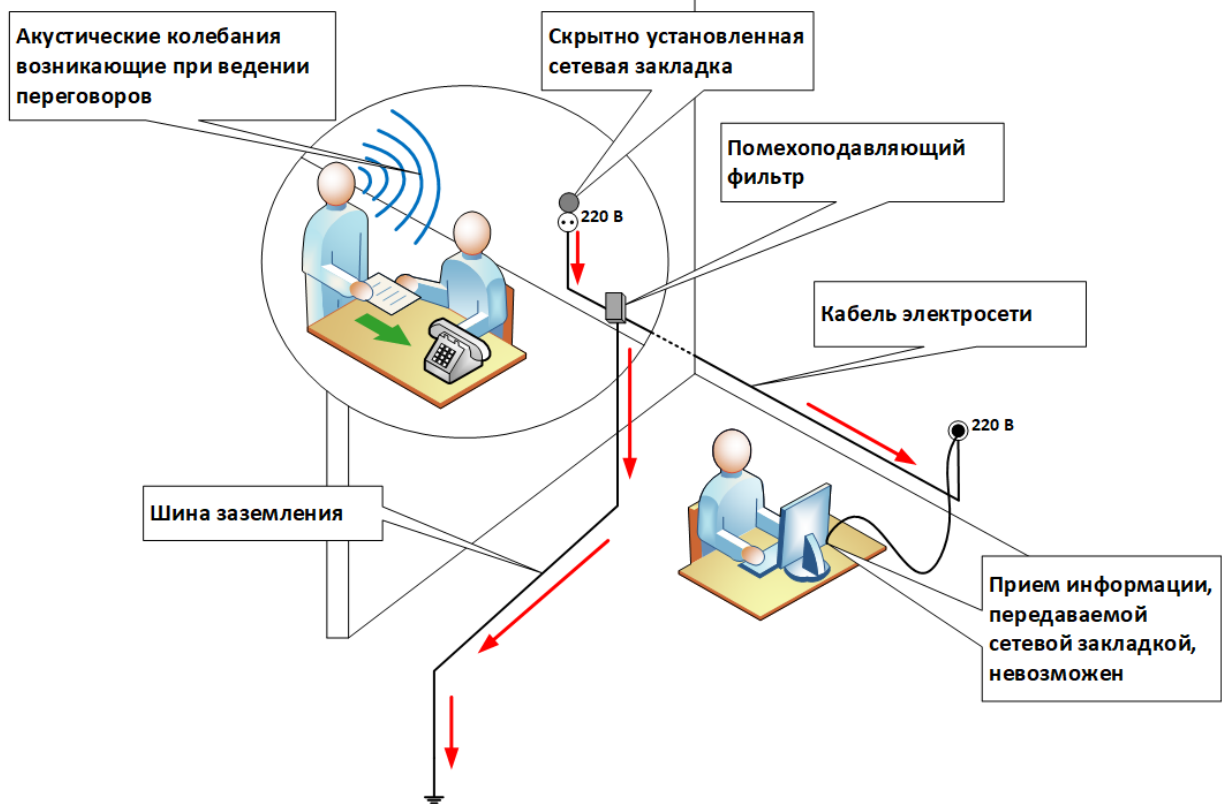 Акустические колебания
возникающие при ведении
переговоров
Скрытно установленная
сетевая закладка
Помехоподавляющий
фильтр
220 В
Кабель электросети
220 В
Шина заземления
Прием информации,
передаваемой
сетевой закладкой,
невозможен